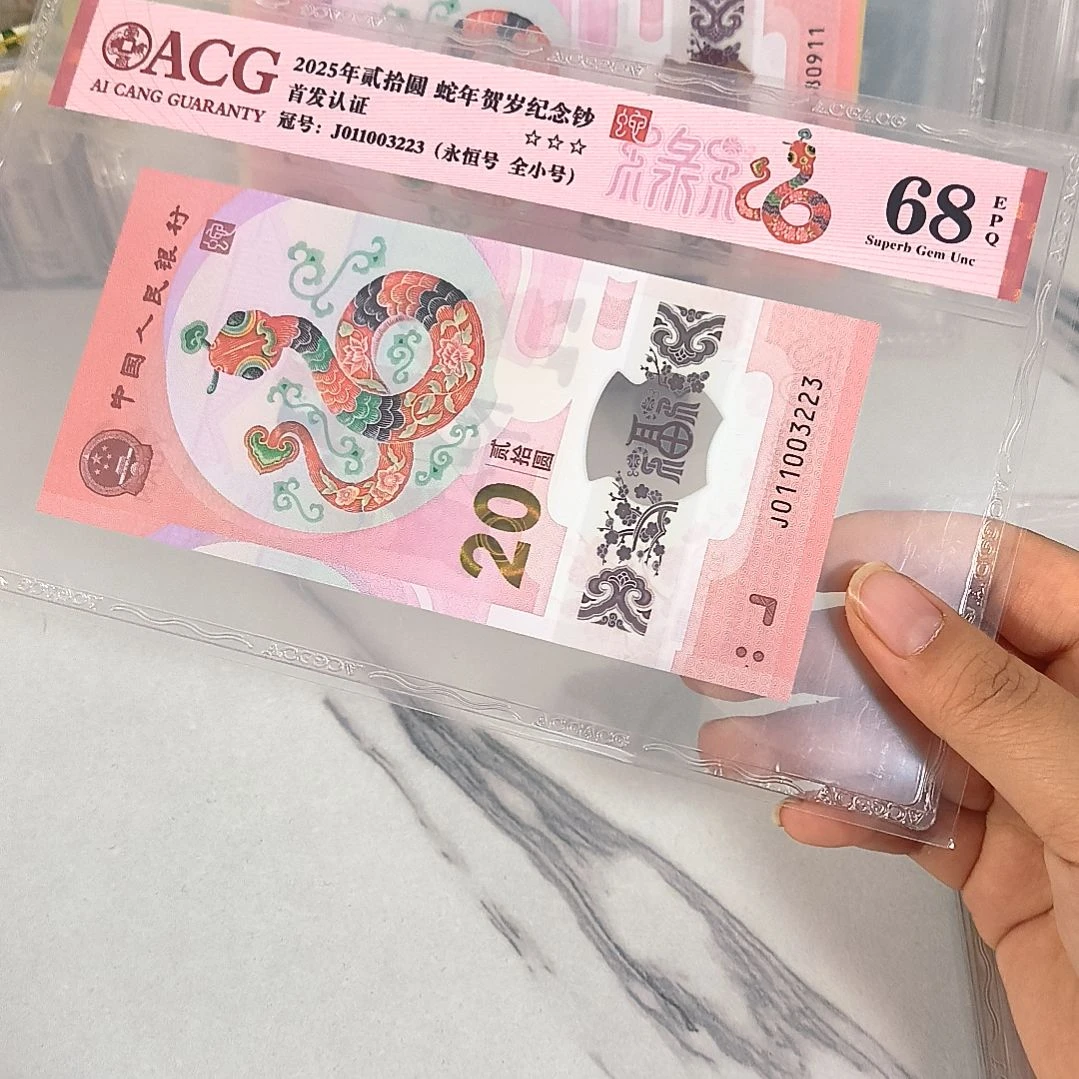 80911
ACG
AI CANG GUARANTY
2025年贰拾圆 蛇年贺岁纪念钞
首发认证
☆☆☆
冠号：J011003223（永恒号 全小号）
蛇
68
EPQ
Superb Gem Unc
中国人民银行
蛇
贰拾圆
20
福
J011003223